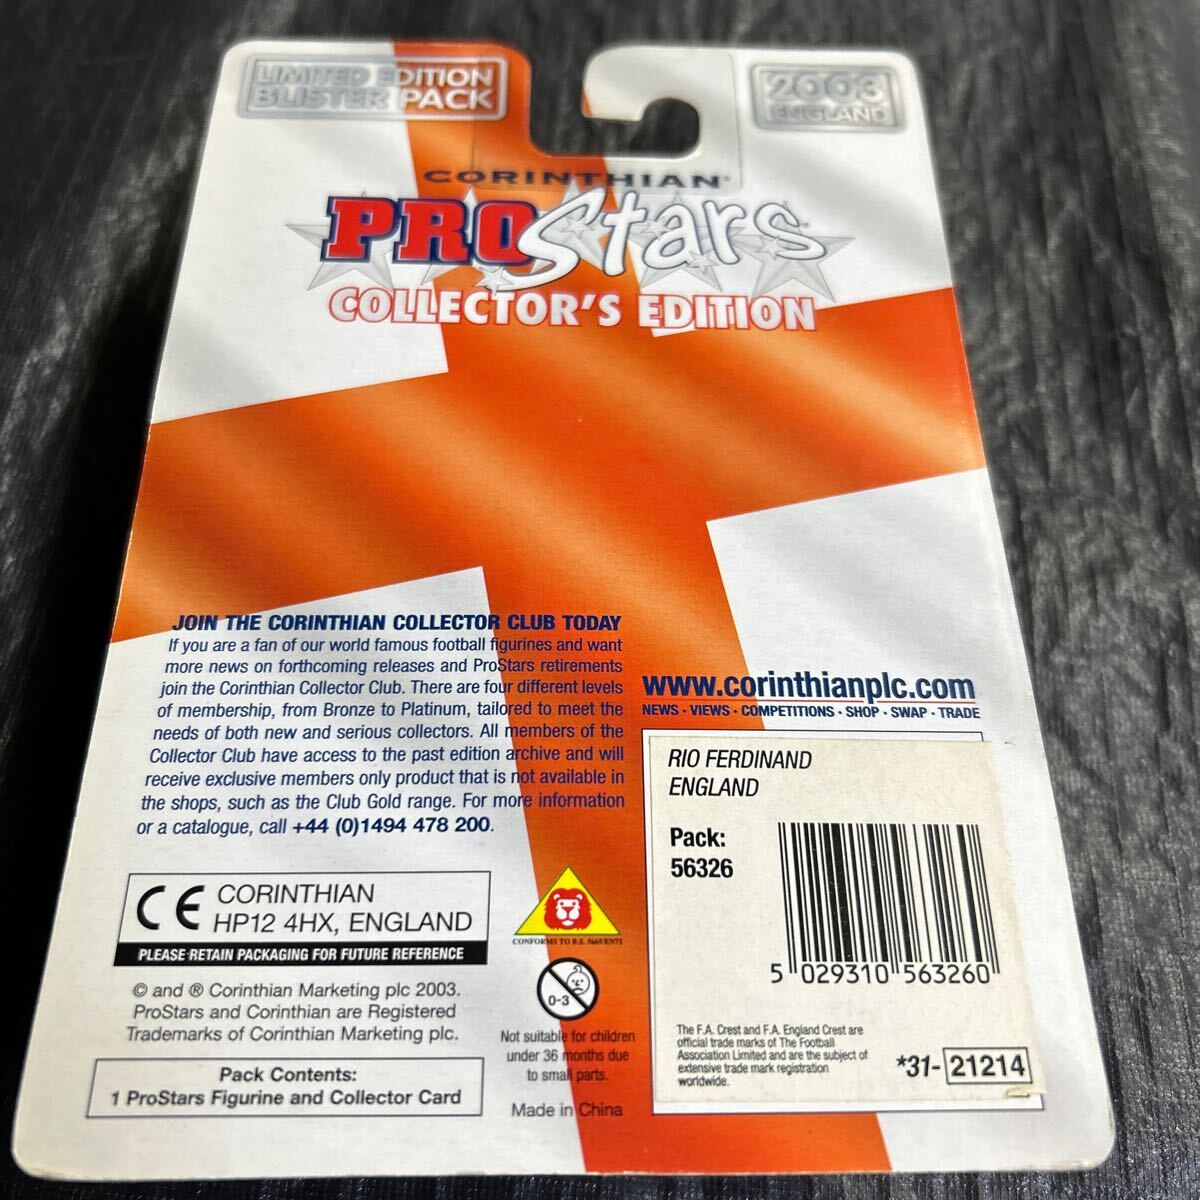 LIMITED EDITION
BLISTER PACK
2003
ENGLAND
CORINTHIAN
PROStars
COLLECTOR'S EDITION
JOIN THE CORINTHIAN COLLECTOR CLUB TODAY
If you are a fan of our world famous football figurines and want
more news on forthcoming releases and ProStars retirements
join the Corinthian Collector Club. There are four different levels
of membership, from Bronze to Platinum, tailored to meet the
needs of both new and serious collectors. All members of the
Collector Club have access to the past edition archive and will
receive exclusive members only product that is not available in
the shops, such as the Club Gold range. For more information
or a catalogue, call +44 (0)1494 478 200.
www.corinthianplc.com
NEWS · VIEWS · COMPETITIONS · SHOP · SWAP · TRADE
RIO FERDINAND
ENGLAND
Pack:
56326
5 029310 563260
The F.A. Crest and F.A. England Crest are
official trade marks of The Football
Association Limited and are the subject of
extensive trade mark registration
worldwide.
*31- 21214
CE CORINTHIAN
HP12 4HX, ENGLAND
PLEASE RETAIN PACKAGING FOR FUTURE REFERENCE
© and ® Corinthian Marketing plc 2003.
ProStars and Corinthian are Registered
Trademarks of Corinthian Marketing plc.
Pack Contents:
1 ProStars Figurine and Collector Card
CONFORMS TO B.S. 5665/EN71
0-3
Not suitable for children
under 36 months due
to small parts.
Made in China